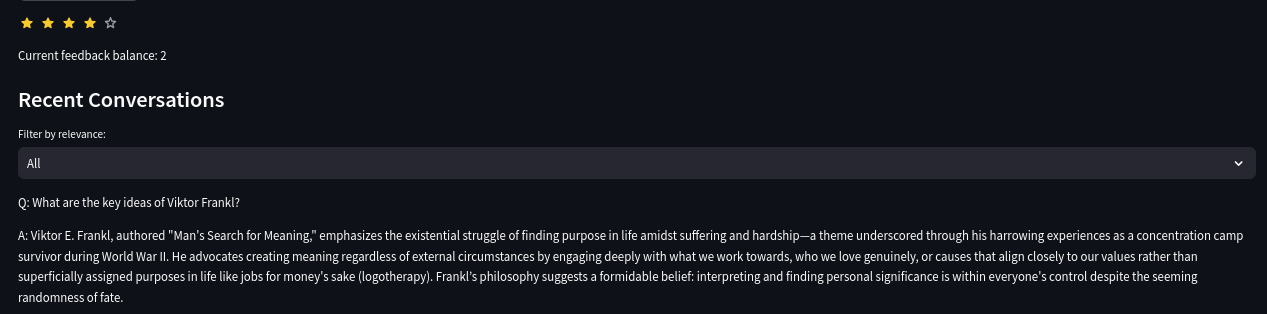 Current feedback balance: 2
Recent Conversations
Filter by relevance:
All
Q: What are the key ideas of Viktor Frankl?
A: Viktor E. Frankl, authored "Man's Search for Meaning," emphasizes the existential struggle of finding purpose in life amidst suffering and hardship—a theme underscored through his harrowing experiences as a concentration camp
survivor during World War II. He advocates creating meaning regardless of external circumstances by engaging deeply with what we work towards, who we love genuinely, or causes that align closely to our values rather than
superficially assigned purposes in life like jobs for money's sake (logotherapy). Frankl's philosophy suggests a formidable belief: interpreting and finding personal significance is within everyone's control despite the seeming
randomness of fate.